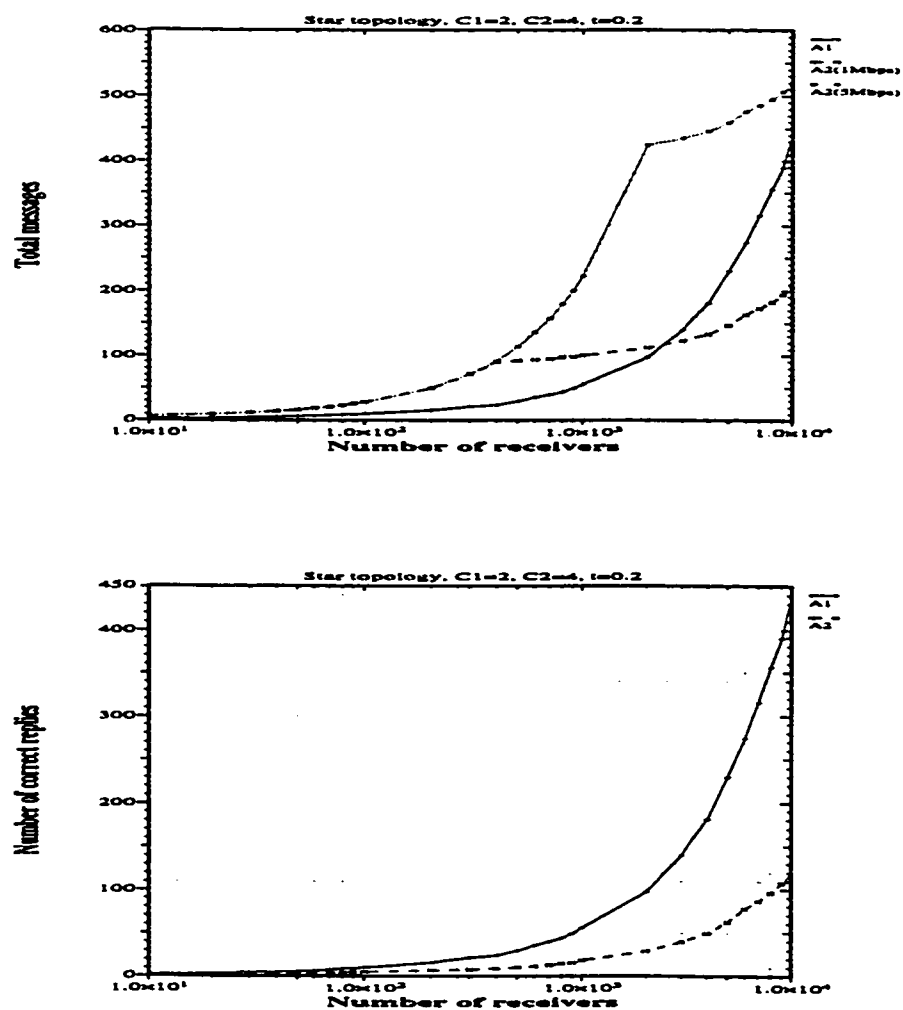 Star topology, C1=2, C2=4, t=0.2
600
500
400
300
200
100
0
Total messages
1.0×10¹ 1.0×10² 1.0×10³ 1.0×10⁴
Number of receivers
A1
A2(1Mbps)
A2(5Mbps)
Star topology, C1=2, C2=4, t=0.2
450
400
300
200
100
0
Number of correct replies
1.0×10¹ 1.0×10² 1.0×10³ 1.0×10⁴
Number of receivers
A1
A2